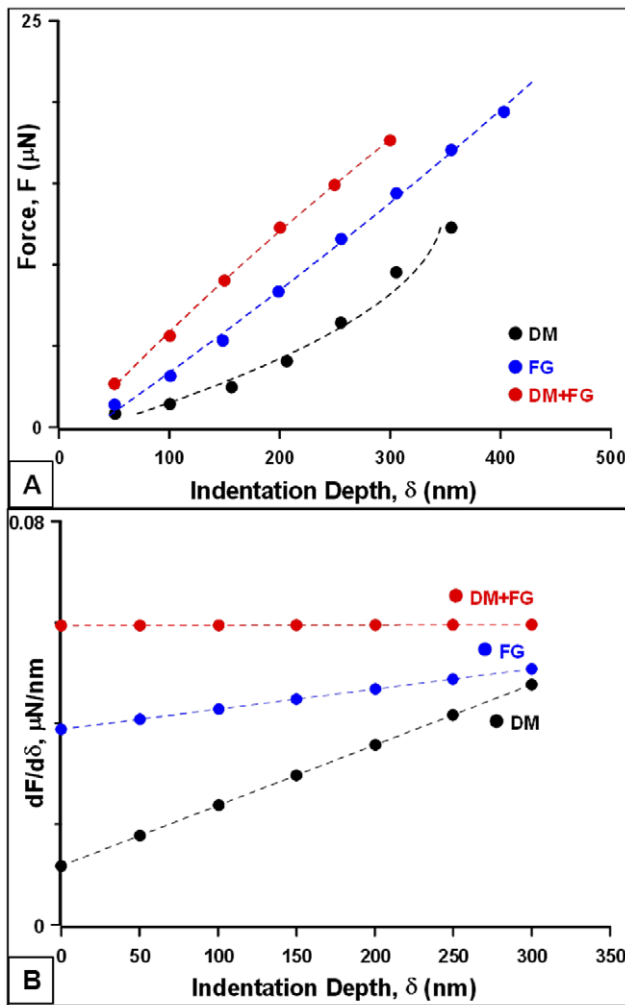 25
Force, F (μN)
DM
FG
DM+FG
0
0 100 200 300 400 500
A
Indentation Depth, δ (nm)
0.08
DM+FG
FG
DM
dF/dδ, μN/nm
0
0 50 100 150 200 250 300 350
B
Indentation Depth, δ (nm)